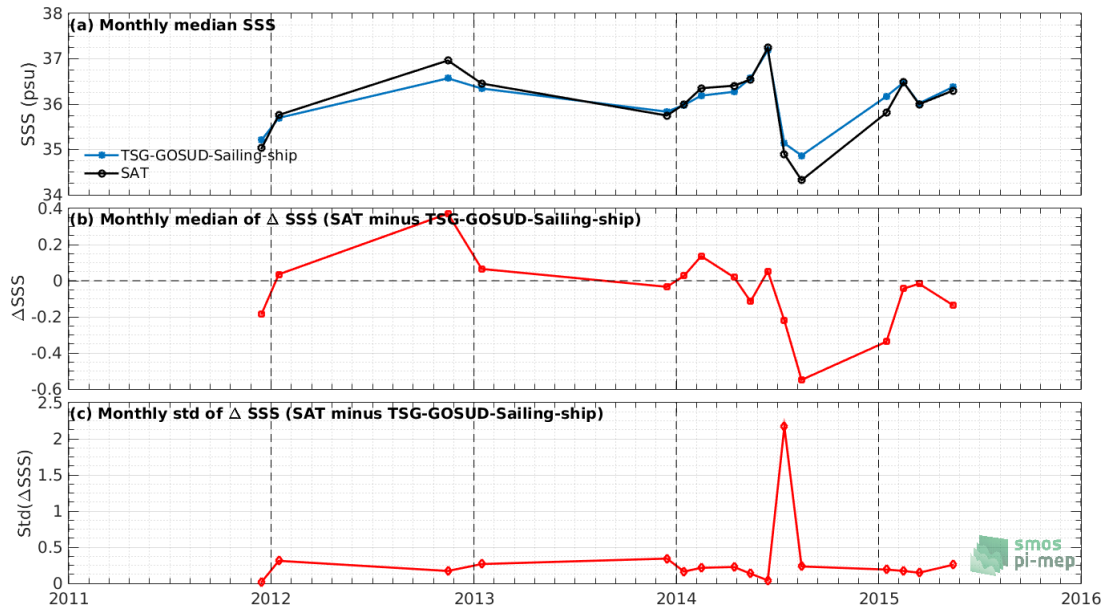 38
(a) Monthly median SSS
37
36
35
34
SSS (psu)
TSG-GOSUD-Sailing-ship
SAT
0.4
(b) Monthly median of Δ SSS (SAT minus TSG-GOSUD-Sailing-ship)
0.2
0
-0.2
-0.4
-0.6
ΔSSS
2.5
(c) Monthly std of Δ SSS (SAT minus TSG-GOSUD-Sailing-ship)
2
1.5
1
0.5
0
Std(ΔSSS)
smos
pi-mep
2011 2012 2013 2014 2015 2016